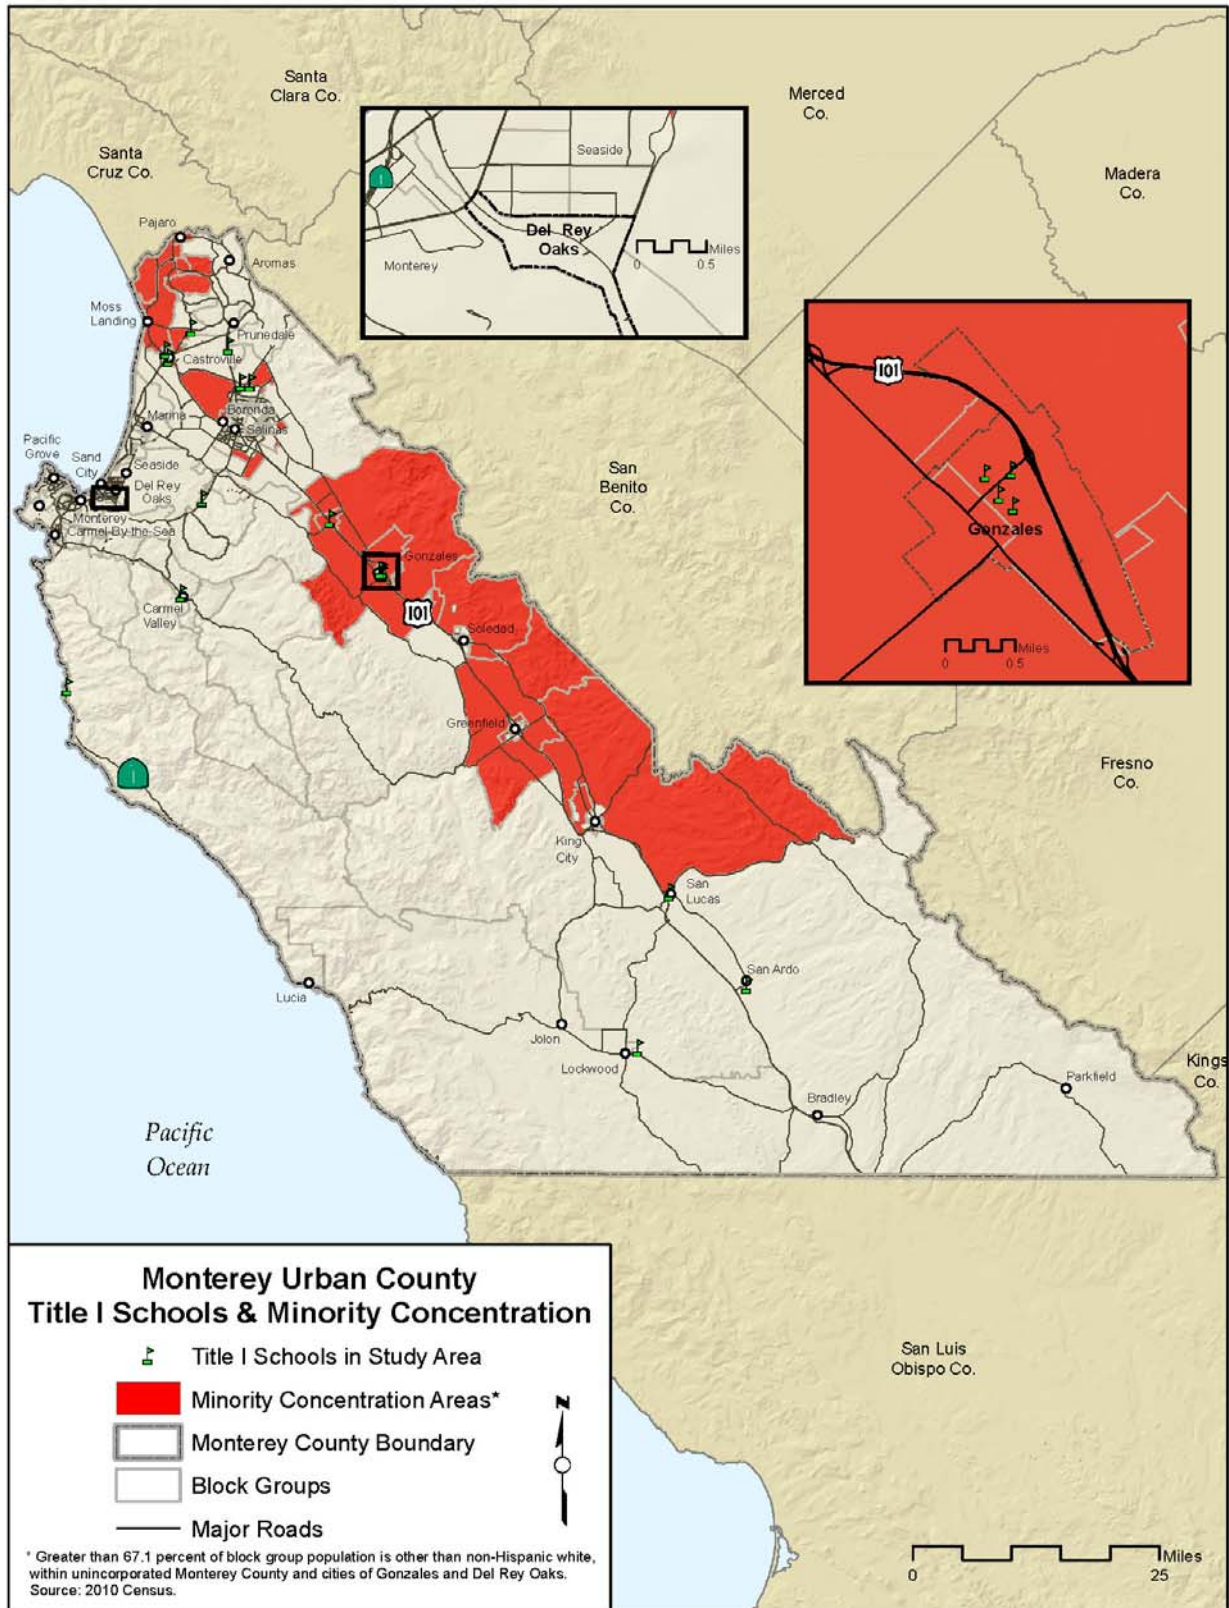 Santa
Clara Co.
Merced
Co.
Santa
Cruz Co.
Madera
Co.
Seaside
1
Del Rey
Oaks
Miles
0 0.5
Monterey
Pajaro
Aromas
Moss
Landing
Prunedale
Castroville
101
Marina
Boronda
Salinas
Pacific
Grove
Sand
City
Seaside
Del Rey
Oaks
Monterey
Carmel-By-the-Sea
San
Benito
Co.
Gonzales
Miles
0 0.5
Gonzales
101
Carmel
Valley
Soledad
Greenfield
1
Fresno
Co.
King
City
San
Lucas
San Ardo
Lucia
Jolon
Lockwood
Kings
Co.
Parkfield
Bradley
Pacific
Ocean
Monterey Urban County
Title I Schools & Minority Concentration
Title I Schools in Study Area
Minority Concentration Areas*
Monterey County Boundary
Block Groups
Major Roads
N
* Greater than 67.1 percent of block group population is other than non-Hispanic white,
within unincorporated Monterey County and cities of Gonzales and Del Rey Oaks.
Source: 2010 Census.
San Luis
Obispo Co.
Miles
0 25